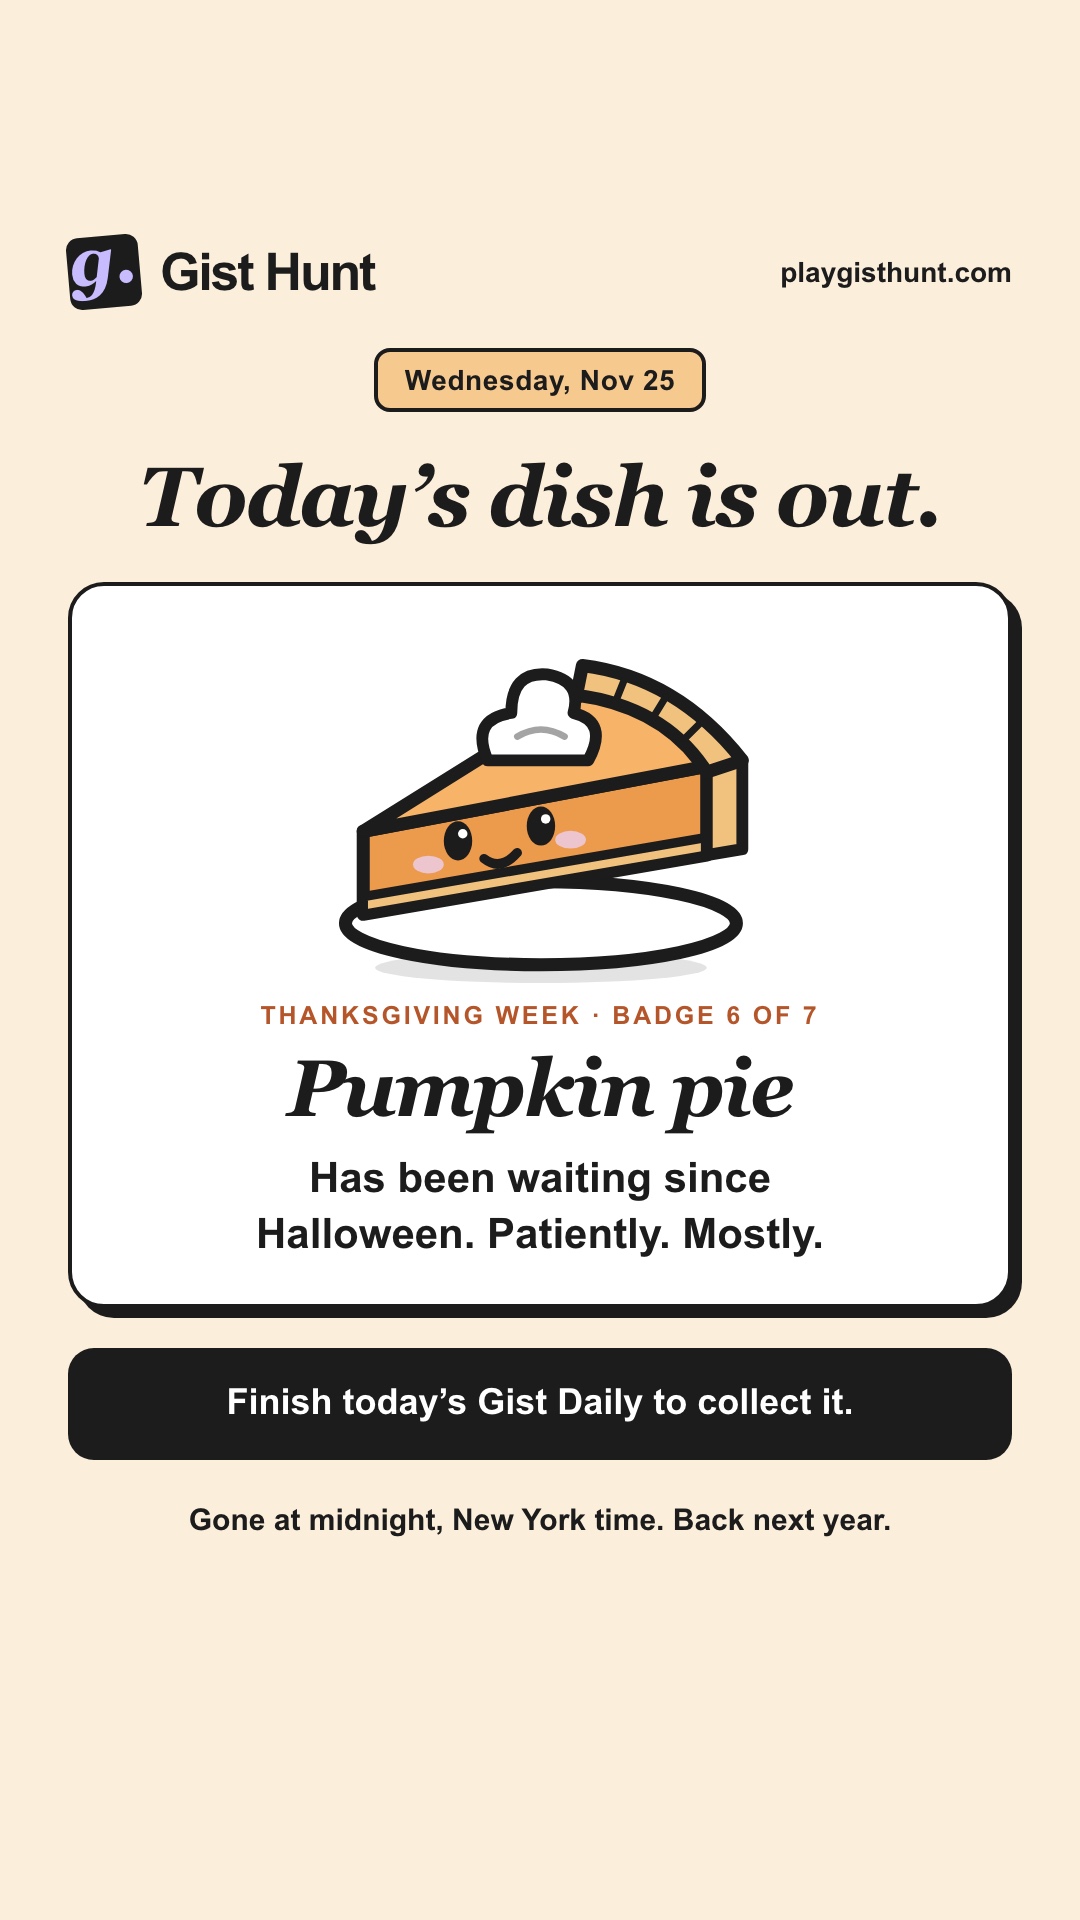 g.
Gist Hunt
playgisthunt.com
Wednesday, Nov 25
Today’s dish is out.
THANKSGIVING WEEK · BADGE 6 OF 7
Pumpkin pie
Has been waiting since
Halloween. Patiently. Mostly.
Finish today’s Gist Daily to collect it.
Gone at midnight, New York time. Back next year.